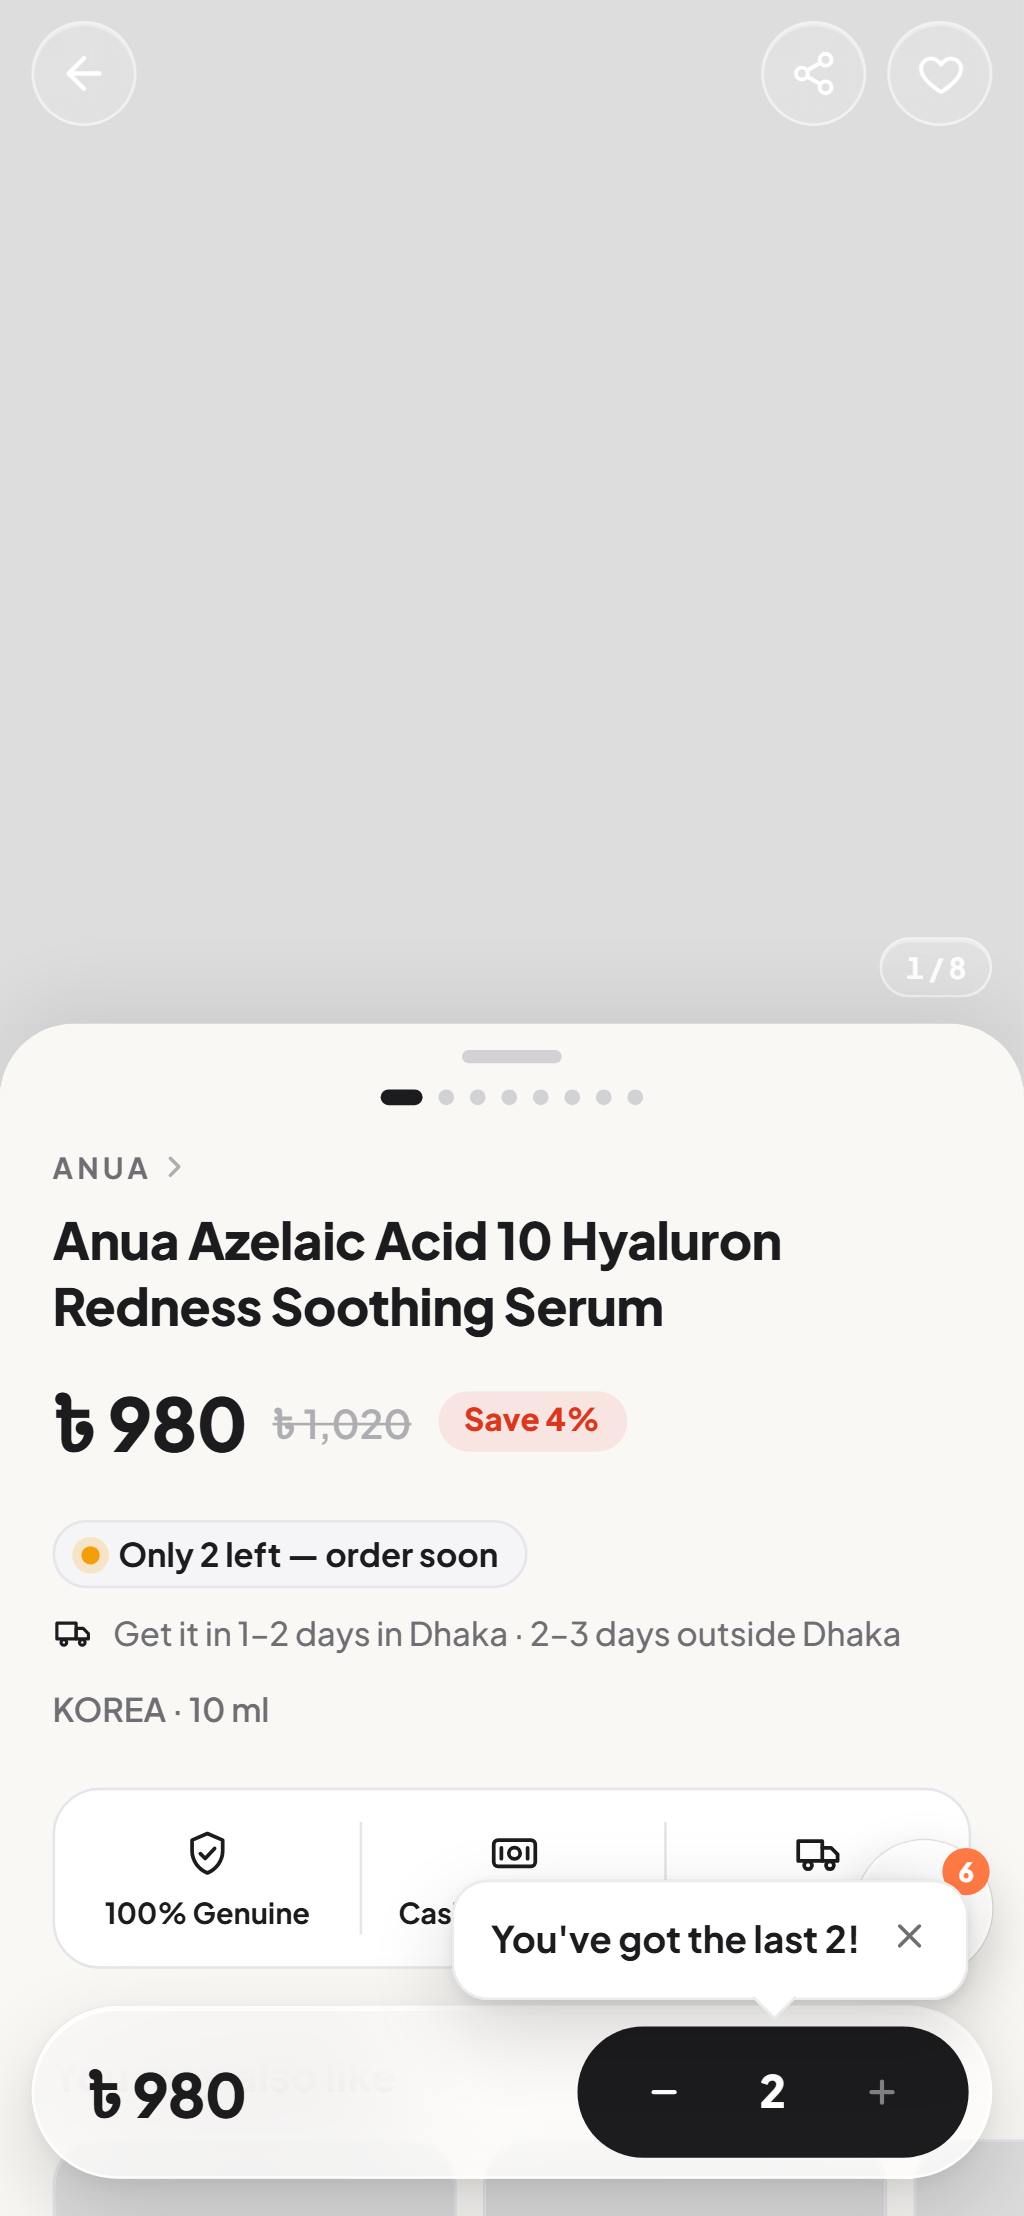 1/8
ANUA
Anua Azelaic Acid 10 Hyaluron
Redness Soothing Serum
৳ 980 ৳ 1,020 Save 4%
Only 2 left — order soon
Get it in 1–2 days in Dhaka · 2–3 days outside Dhaka
KOREA · 10 ml
6
100% Genuine
You've got the last 2!
also like
৳ 980
− 2 +